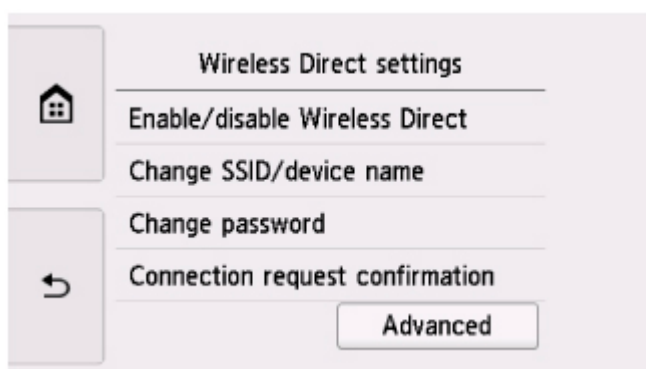 Wireless Direct settings
Enable/disable Wireless Direct
Change SSID/device name
Change password
Connection request confirmation
Advanced